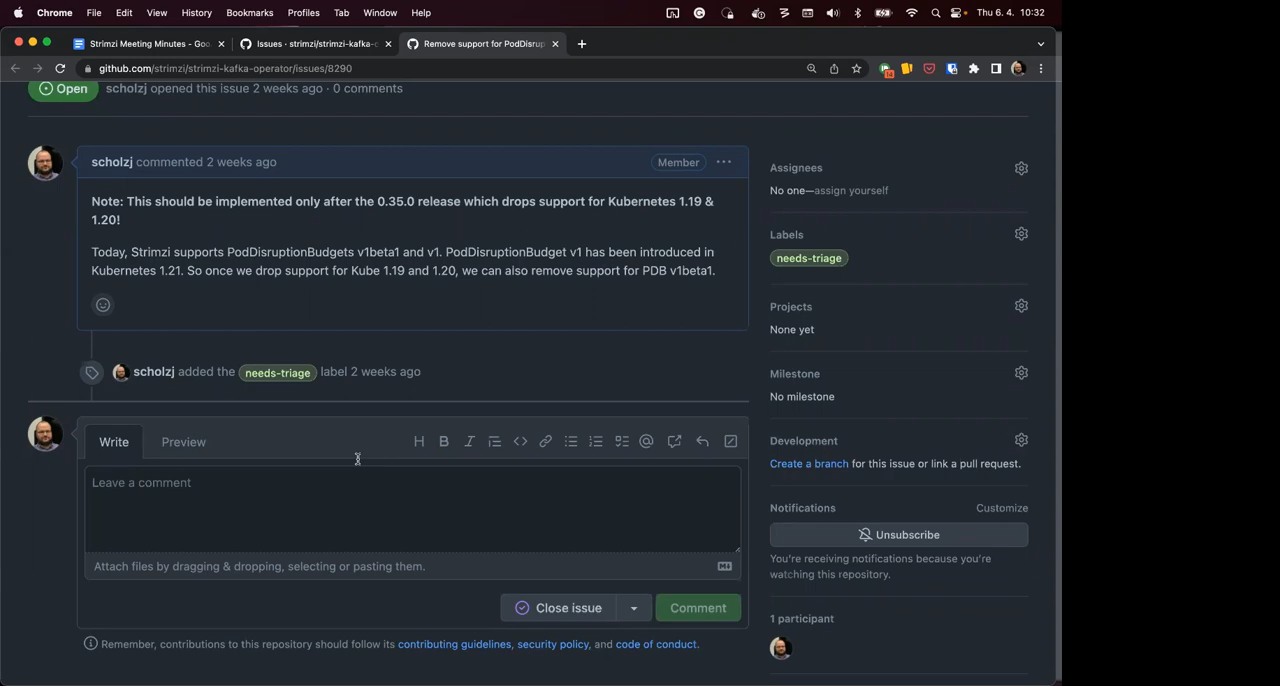 Chrome File Edit View History Bookmarks Profiles Tab Window Help Thu 6. 4. 10:32
Strimzi Meeting Minutes - Goo Issues · strimzi/strimzi-kafka-o Remove support for PodDisrup
github.com/strimzi/strimzi-kafka-operator/issues/8290 14
Open scholzj opened this issue 2 weeks ago · 0 comments
scholzj commented 2 weeks ago Member
Note: This should be implemented only after the 0.35.0 release which drops support for Kubernetes 1.19 &
1.20!
Today, Strimzi supports PodDisruptionBudgets v1beta1 and v1. PodDisruptionBudget v1 has been introduced in
Kubernetes 1.21. So once we drop support for Kube 1.19 and 1.20, we can also remove support for PDB v1beta1.
scholzj added the needs-triage label 2 weeks ago
Write Preview
Leave a comment
Attach files by dragging & dropping, selecting or pasting them.
Close issue Comment
Remember, contributions to this repository should follow its contributing guidelines, security policy, and code of conduct.
Assignees
No one—assign yourself
Labels
needs-triage
Projects
None yet
Milestone
No milestone
Development
Create a branch for this issue or link a pull request.
Notifications Customize
Unsubscribe
You're receiving notifications because you're
watching this repository.
1 participant